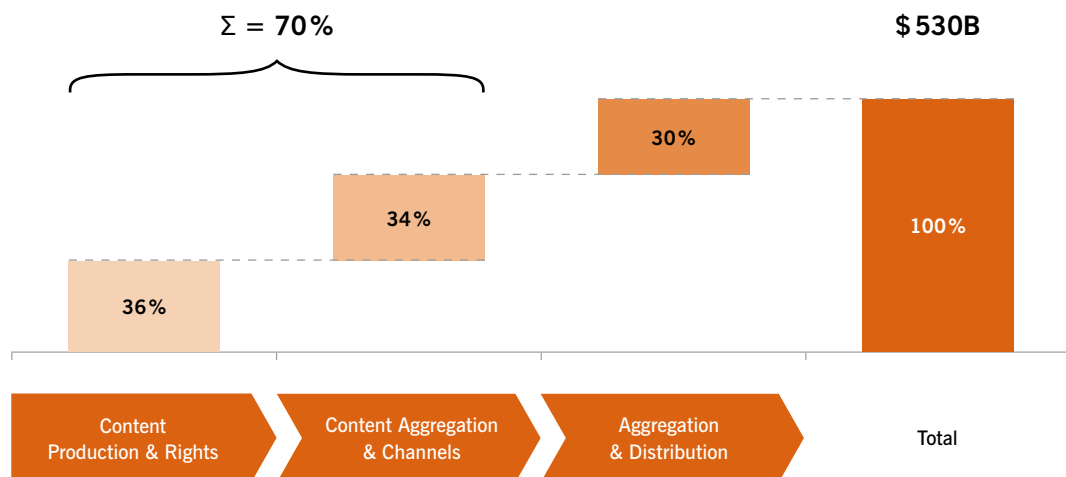 Σ = 70%
$530B
30%
34%
100%
36%
Content
Production & Rights
Content Aggregation
& Channels
Aggregation
& Distribution
Total